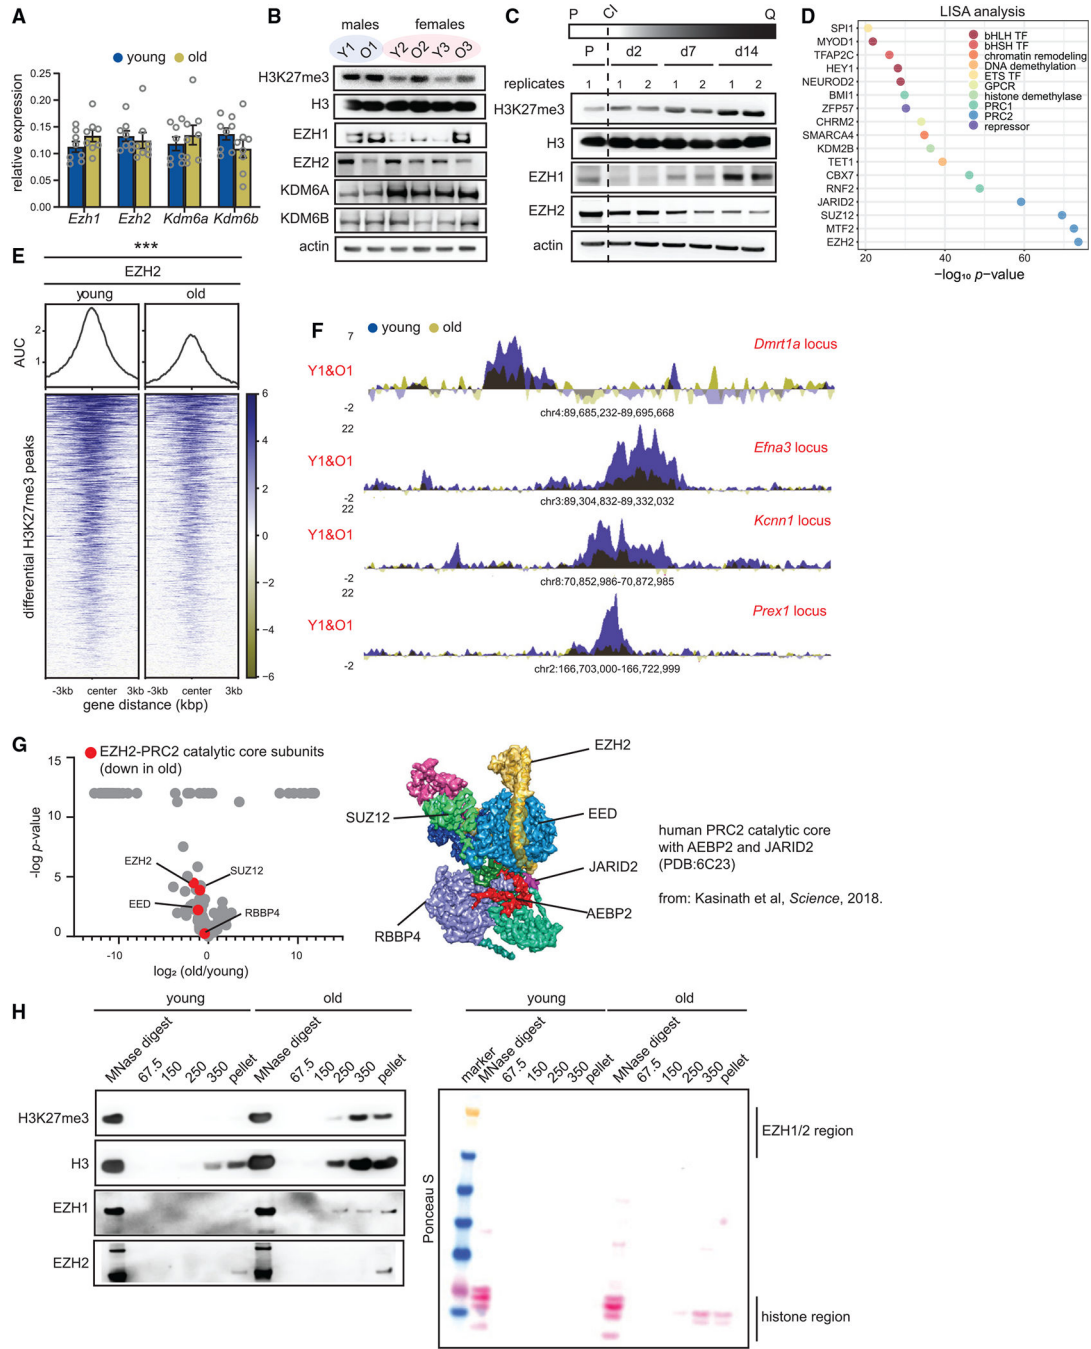 A
young old
relative expression
0.25
0.20
0.15
0.10
0.05
0.00
Ezh1 Ezh2 Kdm6a Kdm6b
B
males females
Y1 O1 Y2 O2 Y3 O3
H3K27me3
H3
EZH1
EZH2
KDM6A
KDM6B
actin
C
P CI Q
P d2 d7 d14
replicates 1 1 2 1 2 1 2
H3K27me3
H3
EZH1
EZH2
actin
D
LISA analysis
SPI1
MYOD1
TFAP2C
HEY1
NEUROD2
BMI1
ZFP57
CHRM2
SMARCA4
KDM2B
TET1
CBX7
RNF2
JARID2
SUZ12
MTF2
EZH2
bHLH TF
bHSH TF
chromatin remodeling
DNA demethylation
ETS TF
GPCR
histone demethylase
PRC1
PRC2
repressor
20 40 60
−log₁₀ p−value
E
***
EZH2
young old
AUC
2
1
differential H3K27me3 peaks
6
4
2
0
−2
−4
−6
-3kb center 3kb -3kb center 3kb
gene distance (kbp)
F
young old
7
Y1&O1
Dmrt1a locus
-2
chr4:89,685,232-89,695,668
22
Y1&O1
Efna3 locus
-2
chr3:89,304,832-89,332,032
22
Y1&O1
Kcnn1 locus
-2
chr8:70,852,986-70,872,985
22
Y1&O1
Prex1 locus
-2
chr2:166,703,000-166,722,999
G
EZH2-PRC2 catalytic core subunits
(down in old)
-log p-value
15
10
5
0
EZH2
SUZ12
EED
RBBP4
-10 0 10
log₂ (old/young)
EZH2
SUZ12
EED
JARID2
AEBP2
RBBP4
human PRC2 catalytic core
with AEBP2 and JARID2
(PDB:6C23)
from: Kasinath et al, Science, 2018.
H
young old
MNase digest 67.5 150 250 350 pellet MNase digest 67.5 150 250 350 pellet
H3K27me3
H3
EZH1
EZH2
young old
marker MNase digest 67.5 150 250 350 pellet MNase digest 67.5 150 250 350 pellet
Ponceau S
EZH1/2 region
histone region